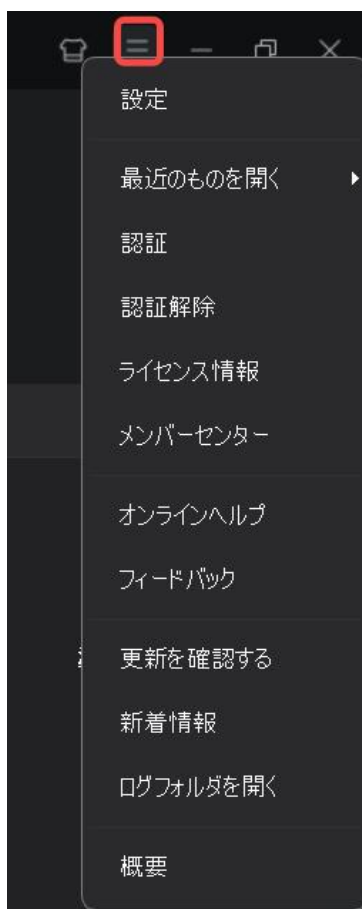 設定
最近のものを開く
認証
認証解除
ライセンス情報
メンバーセンター
オンラインヘルプ
フィードバック
更新を確認する
新着情報
ログフォルダを開く
概要